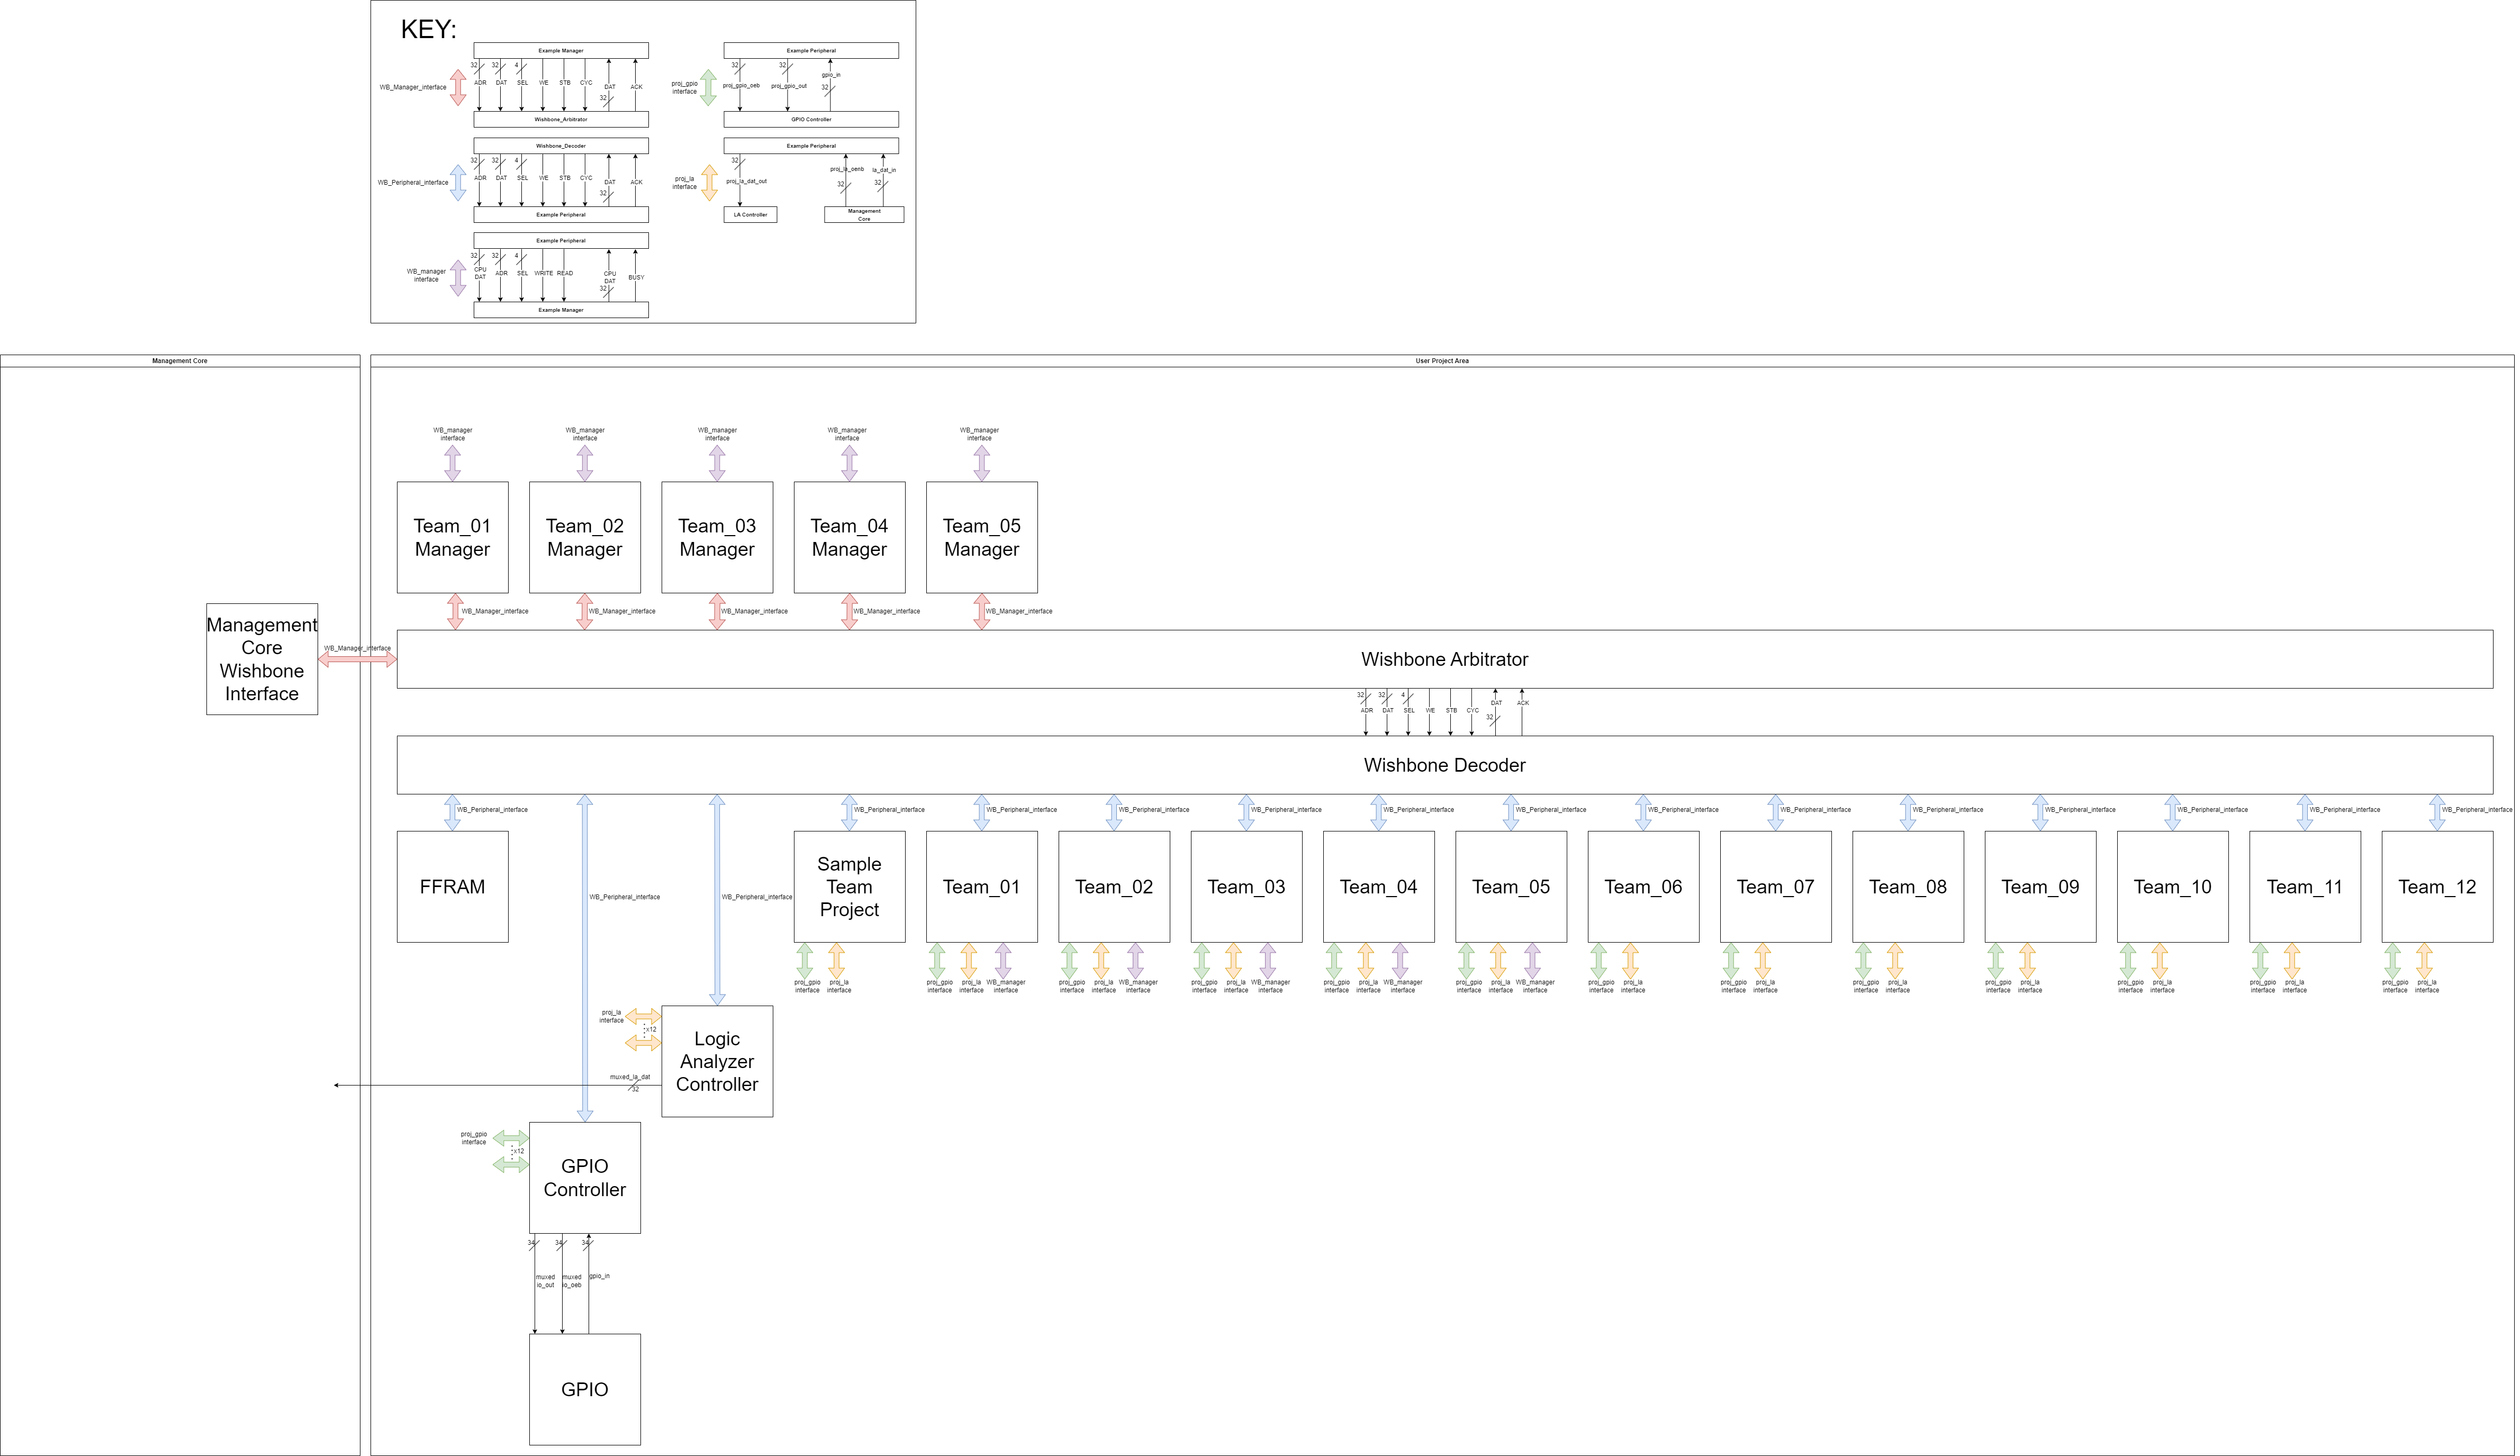 KEY:
Example Manager
32
32
4
ADR
DAT
SEL
WE
STB
CYC
DAT
32
ACK
WB_Manager_interface
Wishbone_Arbitrator
Wishbone_Decoder
32
32
4
ADR
DAT
SEL
WE
STB
CYC
DAT
32
ACK
WB_Peripheral_interface
Example Peripheral
Example Peripheral
32
32
4
CPU
DAT
ADR
SEL
WRITE
READ
CPU
DAT
32
BUSY
WB_manager
interface
Example Manager
Example Peripheral
32
32
gpio_in
proj_gpio_oeb
proj_gpio_out
32
proj_gpio
interface
GPIO Controller
Example Peripheral
32
proj_la_oenb
la_dat_in
proj_la_dat_out
32
32
proj_la
interface
LA Controller
Management
Core
Management Core
User Project Area
WB_manager
interface
WB_manager
interface
WB_manager
interface
WB_manager
interface
WB_manager
interface
Team_01
Manager
Team_02
Manager
Team_03
Manager
Team_04
Manager
Team_05
Manager
WB_Manager_interface
WB_Manager_interface
WB_Manager_interface
WB_Manager_interface
WB_Manager_interface
Management
Core
Wishbone
Interface
WB_Manager_interface
Wishbone Arbitrator
32
32
4
ADR
DAT
SEL
WE
STB
CYC
DAT
32
ACK
Wishbone Decoder
WB_Peripheral_interface
WB_Peripheral_interface
WB_Peripheral_interface
WB_Peripheral_interface
WB_Peripheral_interface
WB_Peripheral_interface
WB_Peripheral_interface
WB_Peripheral_interface
WB_Peripheral_interface
WB_Peripheral_interface
WB_Peripheral_interface
WB_Peripheral_interface
WB_Peripheral_interface
WB_Peripheral_interface
FFRAM
WB_Peripheral_interface
WB_Peripheral_interface
Sample
Team
Project
Team_01
Team_02
Team_03
Team_04
Team_05
Team_06
Team_07
Team_08
Team_09
Team_10
Team_11
Team_12
proj_gpio
interface
proj_la
interface
proj_gpio
interface
proj_la
interface
WB_manager
interface
proj_gpio
interface
proj_la
interface
WB_manager
interface
proj_gpio
interface
proj_la
interface
WB_manager
interface
proj_gpio
interface
proj_la
interface
WB_manager
interface
proj_gpio
interface
proj_la
interface
WB_manager
interface
proj_gpio
interface
proj_la
interface
proj_gpio
interface
proj_la
interface
proj_gpio
interface
proj_la
interface
proj_gpio
interface
proj_la
interface
proj_gpio
interface
proj_la
interface
proj_gpio
interface
proj_la
interface
proj_gpio
interface
proj_la
interface
proj_la
interface
x12
Logic
Analyzer
Controller
muxed_la_dat
32
proj_gpio
interface
x12
GPIO
Controller
34
34
34
muxed
io_out
muxed
io_oeb
gpio_in
GPIO